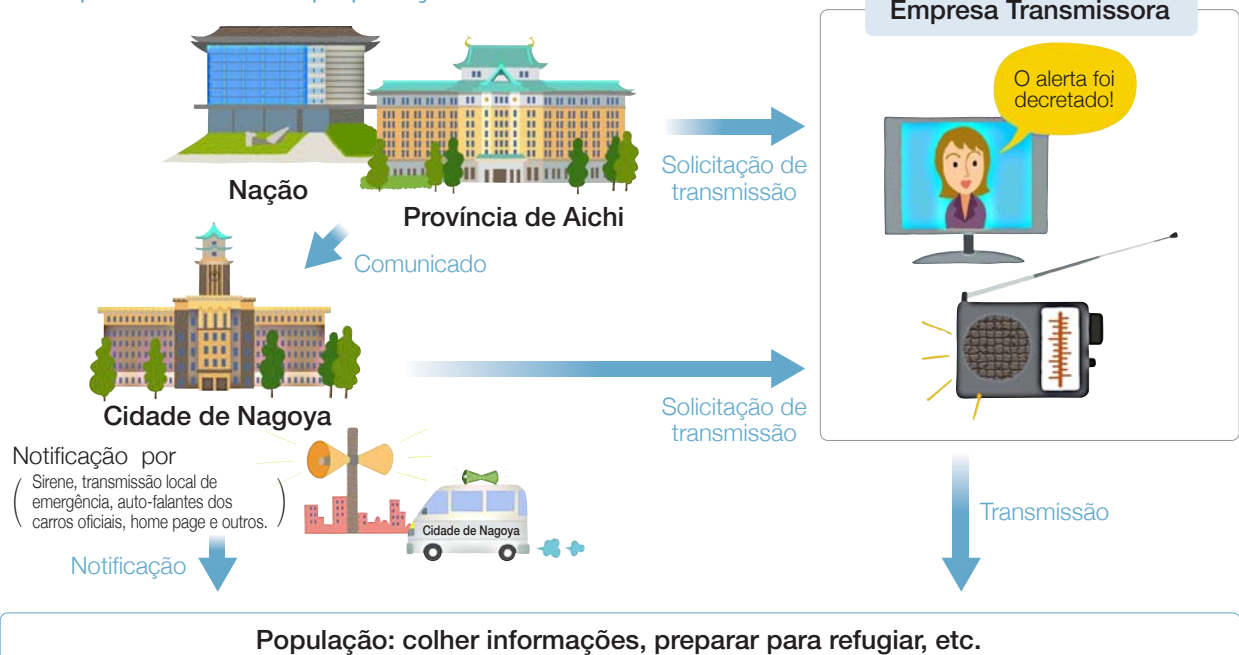 Empresa Transmissora
O alerta foi
decretado!
Nação
Província de Aichi
Solicitação de
transmissão
Comunicado
Cidade de Nagoya
Solicitação de
transmissão
Notificação por
( Sirene, transmissão local de
emergência, auto-falantes dos
carros oficiais, home page e outros. )
Cidade de Nagoya
Notificação
Transmissão
População: colher informações, preparar para refugiar, etc.